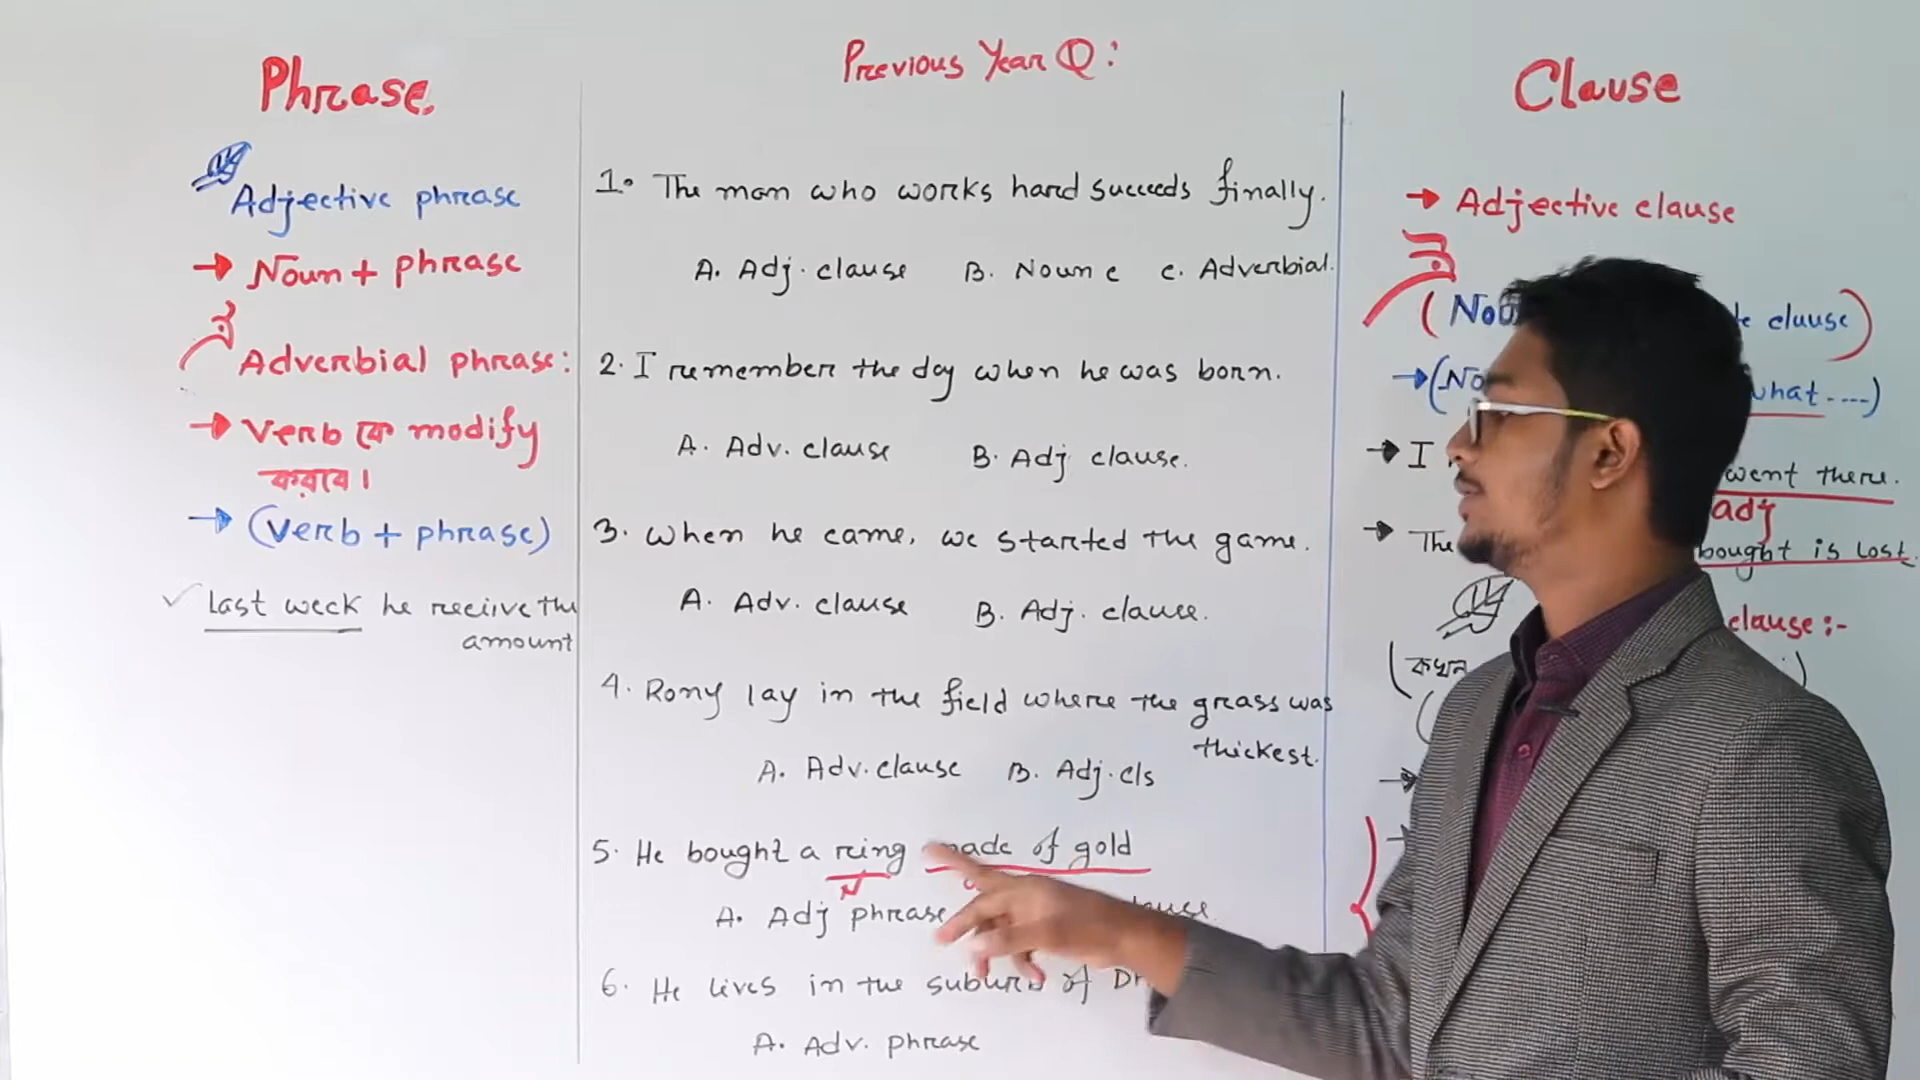 Phrase.
Adjective phrase
→ Noun + phrase
Adverbial phrase:
→ Verb কে modify
করবে।
→ (verb + phrase)
✓ Last week he reciive the
amount
Previous Year Q:
1. The man who works hard succeeds finally.
A. Adj. clause B. Noun c c. Adverbial.
2. I remember the day when he was born.
A. Adv. clause B. Adj clause.
3. When he came, we started the game.
A. Adv. clause B. Adj. clause.
4. Rony lay in the field where the grass was
thickest.
A. Adv. clause B. Adj. cls
5. He bought a ring made of gold
N
A. Adj phrase
6. He lives in the suburb of
A. Adv. phrase
Clause
→ Adjective clause
clause)
what ....)
→ I went there.
adj
→ The bought is lost.
clause:-
(কখন